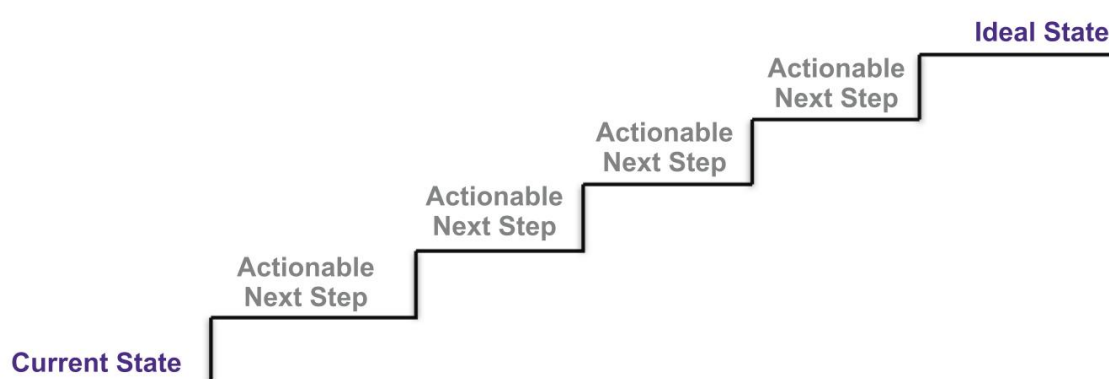 Ideal State
Actionable
Next Step
Actionable
Next Step
Actionable
Next Step
Actionable
Next Step
Current State